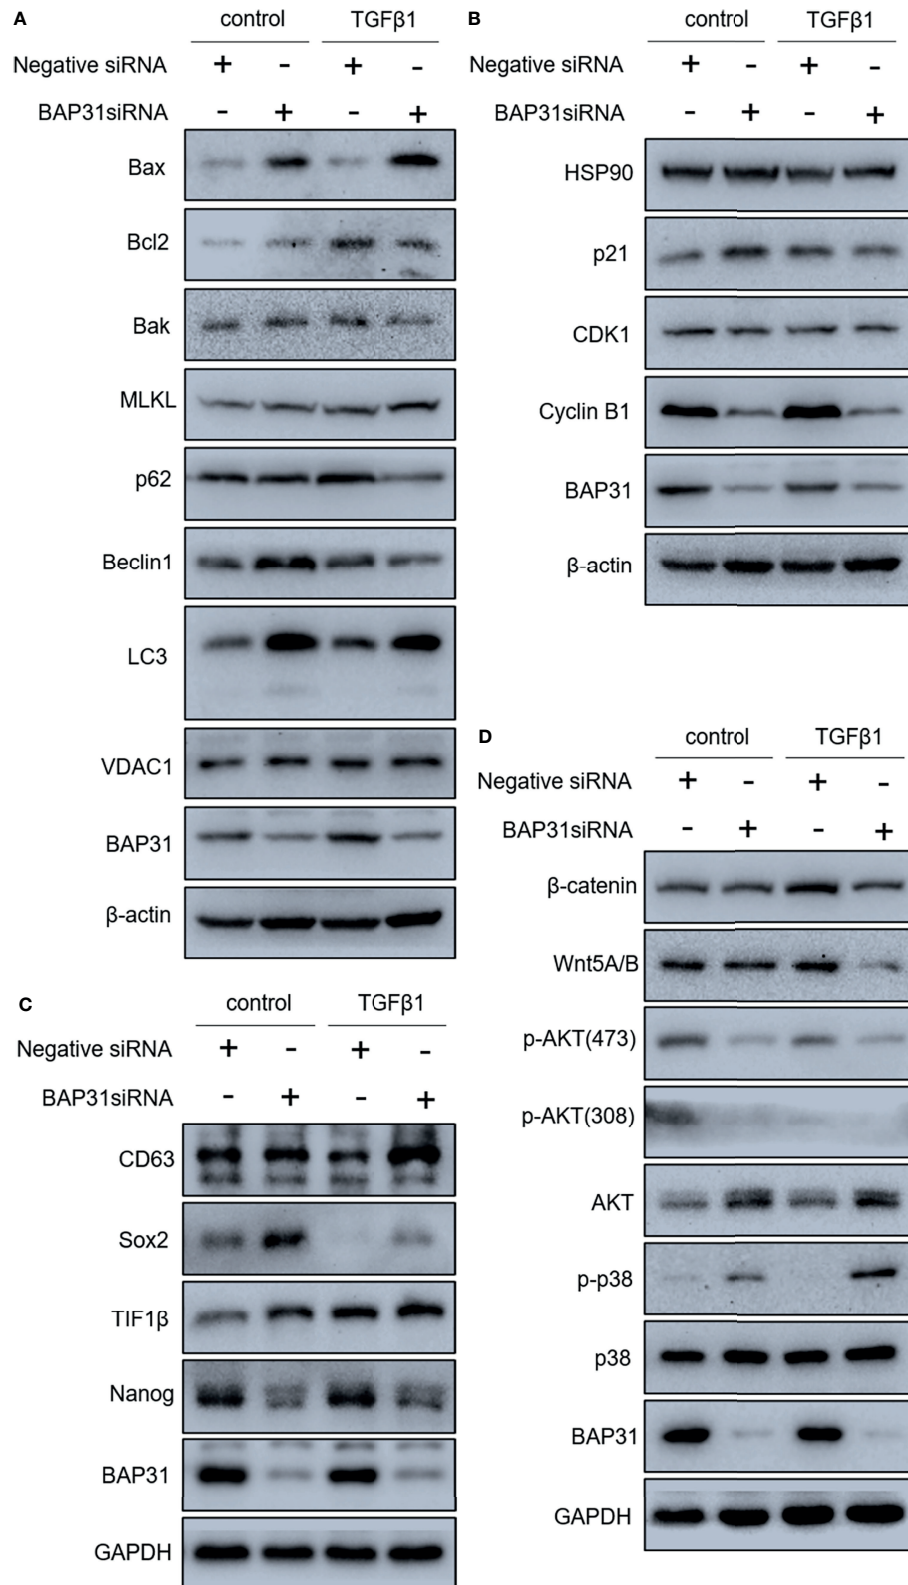 A
control TGFβ1
Negative siRNA + - + -
BAP31siRNA - + - +
Bax
Bcl2
Bak
MLKL
p62
Beclin1
LC3
VDAC1
BAP31
β-actin
B
control TGFβ1
Negative siRNA + - + -
BAP31siRNA - + - +
HSP90
p21
CDK1
Cyclin B1
BAP31
β-actin
C
control TGFβ1
Negative siRNA + - + -
BAP31siRNA - + - +
CD63
Sox2
TIF1β
Nanog
BAP31
GAPDH
D
control TGFβ1
Negative siRNA + - + -
BAP31siRNA - + - +
β-catenin
Wnt5A/B
p-AKT(473)
p-AKT(308)
AKT
p-p38
p38
BAP31
GAPDH